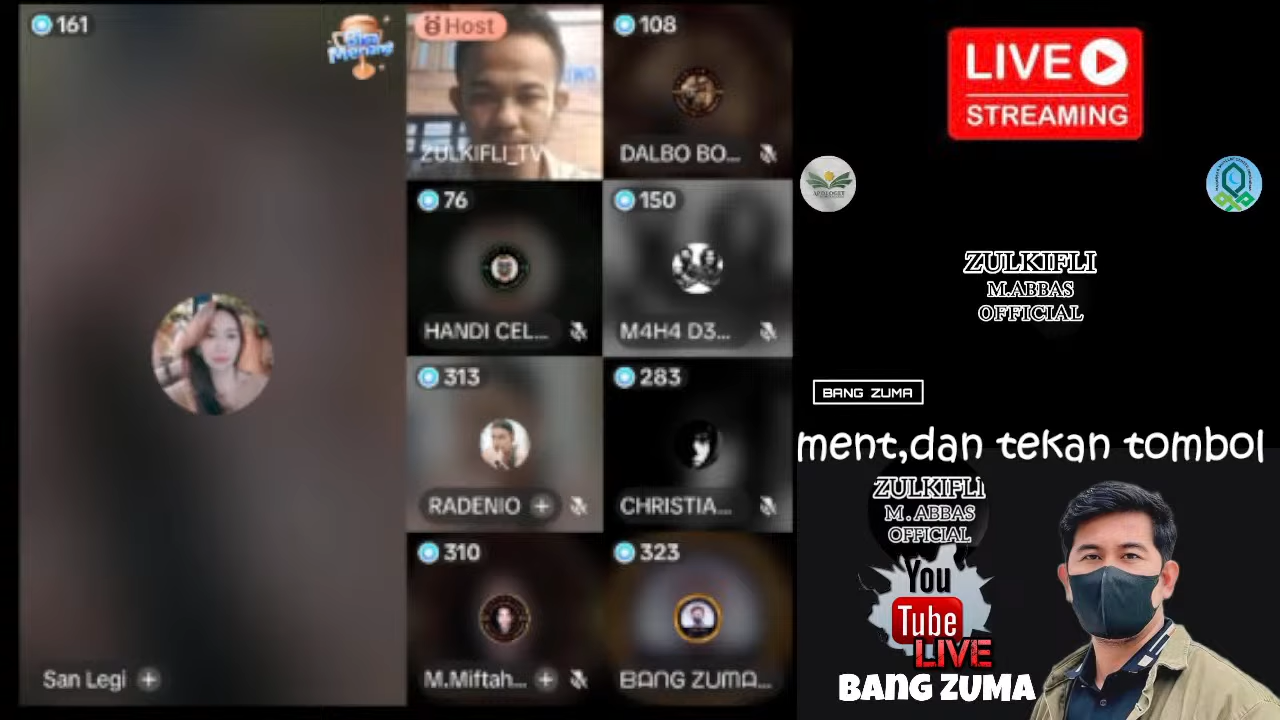 161
Host
ZULKIFLI_TV
108
DALBO BO...
76
HANDI CEL...
150
M4H4 D3...
313
RADENIO
283
CHRISTIA...
310
M.Miftah...
323
BANG ZUMA...
San Legi
LIVE
STREAMING
ZULKIFLI
M.ABBAS
OFFICIAL
BANG ZUMA
ment,dan tekan tombol
ZULKIFLI
M.ABBAS
OFFICIAL
You
Tube
LIVE
BANG ZUMA